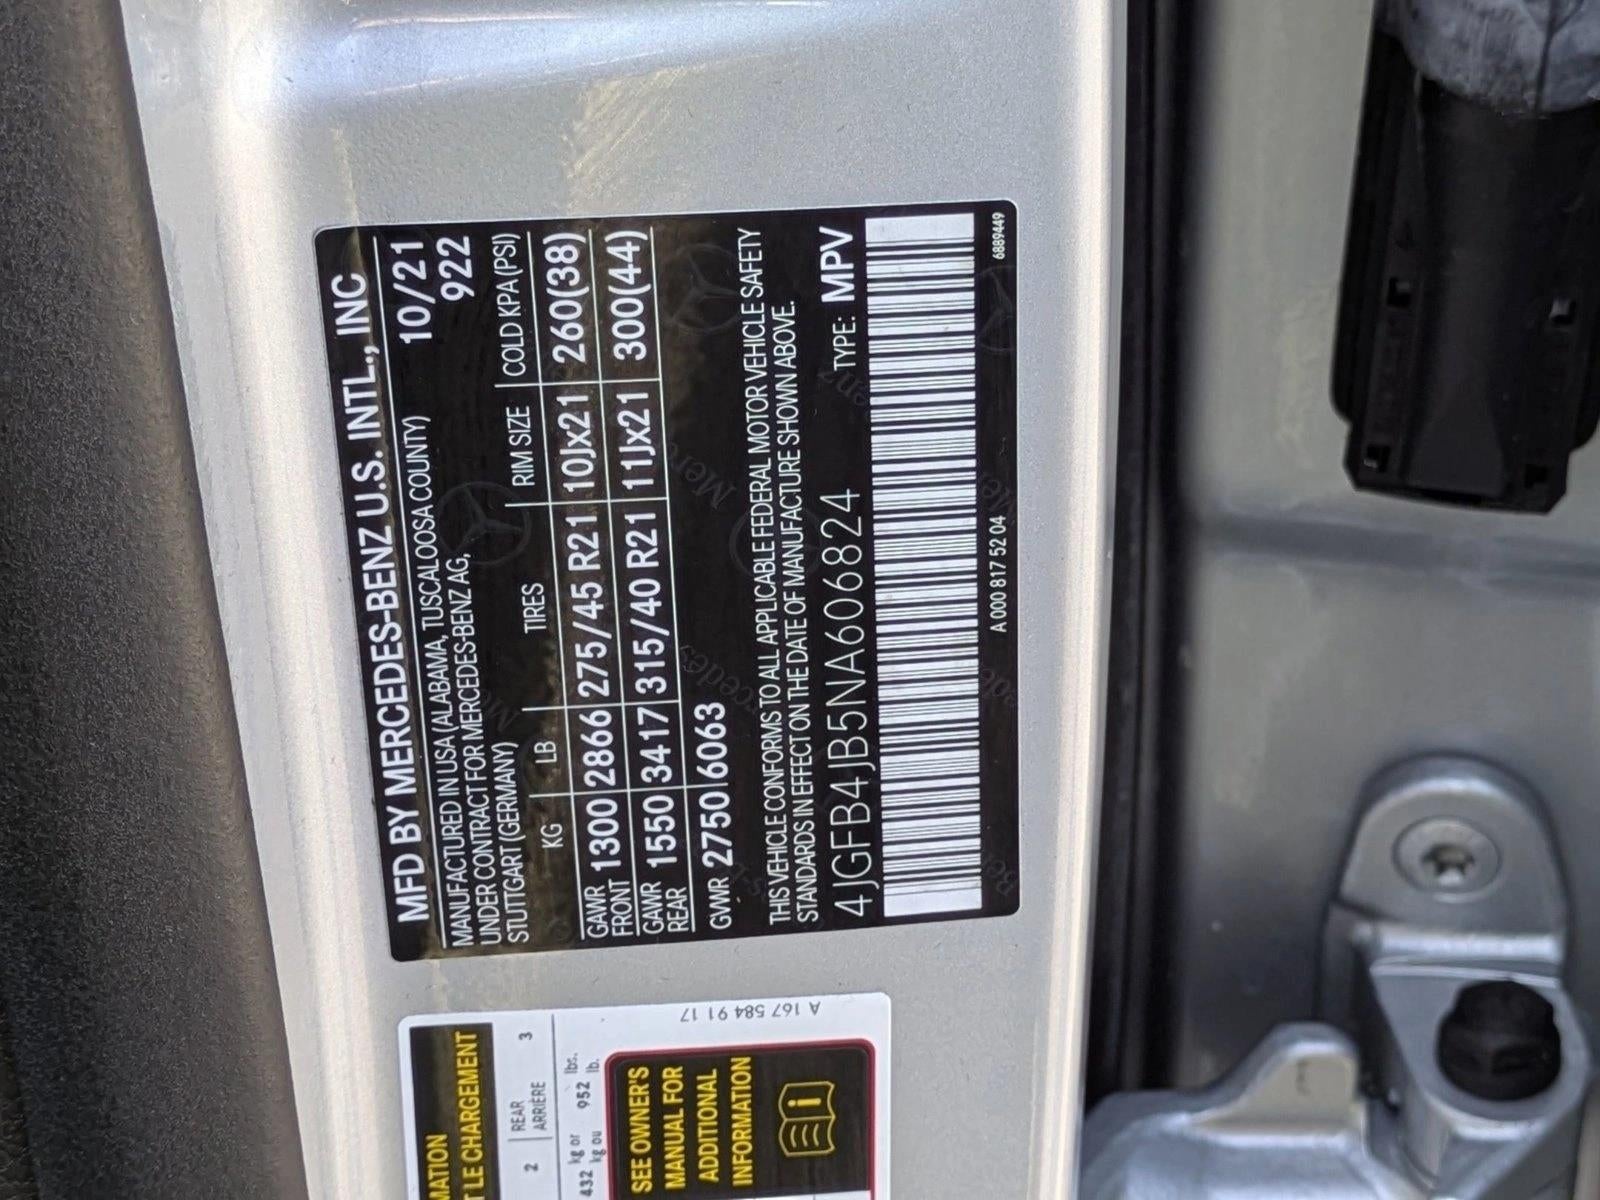 MFD BY MERCEDES-BENZ U.S. INTL., INC
MANUFACTURED IN USA (ALABAMA, TUSCALOOSA COUNTY) 10/21
UNDER CONTRACT FOR MERCEDES-BENZ AG, 922
STUTTGART (GERMANY)
KG LB TIRES RIM SIZE COLD KPA (PSI)
GAWR FRONT 1300 2866 275/45 R21 10Jx21 260(38)
GAWR REAR 1550 3417 315/40 R21 11Jx21 300(44)
GVWR 2750 6063
THIS VEHICLE CONFORMS TO ALL APPLICABLE FEDERAL MOTOR VEHICLE SAFETY
STANDARDS IN EFFECT ON THE DATE OF MANUFACTURE SHOWN ABOVE.
4JGFB4JB5NA606824 TYPE: MPV
A 000 817 52 04 6889449
LE CHARGEMENT
2 REAR ARRIÈRE 3
432 kg or 952 lbs.
kg ou lb.
SEE OWNER'S
MANUAL FOR
ADDITIONAL
INFORMATION
A 167 584 91 17